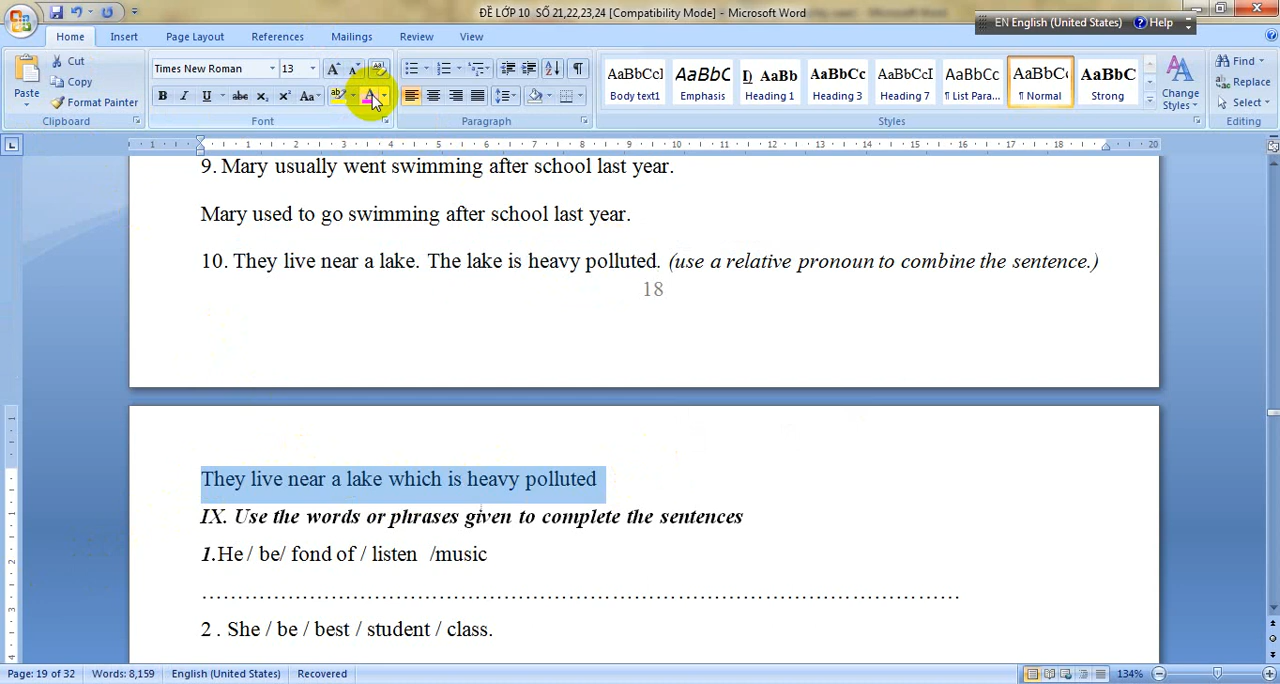 ĐỀ LỚP 10 SỐ 21,22,23,24 [Compatibility Mode] - Microsoft Word
EN English (United States) Help
Home Insert Page Layout References Mailings Review View
Paste
Cut
Copy
Format Painter
Clipboard
Times New Roman 13
Font
Paragraph
AaBbCcI AaBbC I) AaBb AaBbCc AaBbCcI AaBbCc AaBbCc AaBbC
Body text1 Emphasis Heading 1 Heading 3 Heading 7 ¶ List Para... ¶ Normal Strong
Change Styles
Styles
Find
Replace
Select
Editing
9. Mary usually went swimming after school last year.
Mary used to go swimming after school last year.
10. They live near a lake. The lake is heavy polluted. (use a relative pronoun to combine the sentence.)
18
They live near a lake which is heavy polluted
IX. Use the words or phrases given to complete the sentences
1.He / be/ fond of / listen /music
……………………………………………………………………………………………
2 . She / be / best / student / class.
Page: 19 of 32 Words: 8,159 English (United States) Recovered 134%